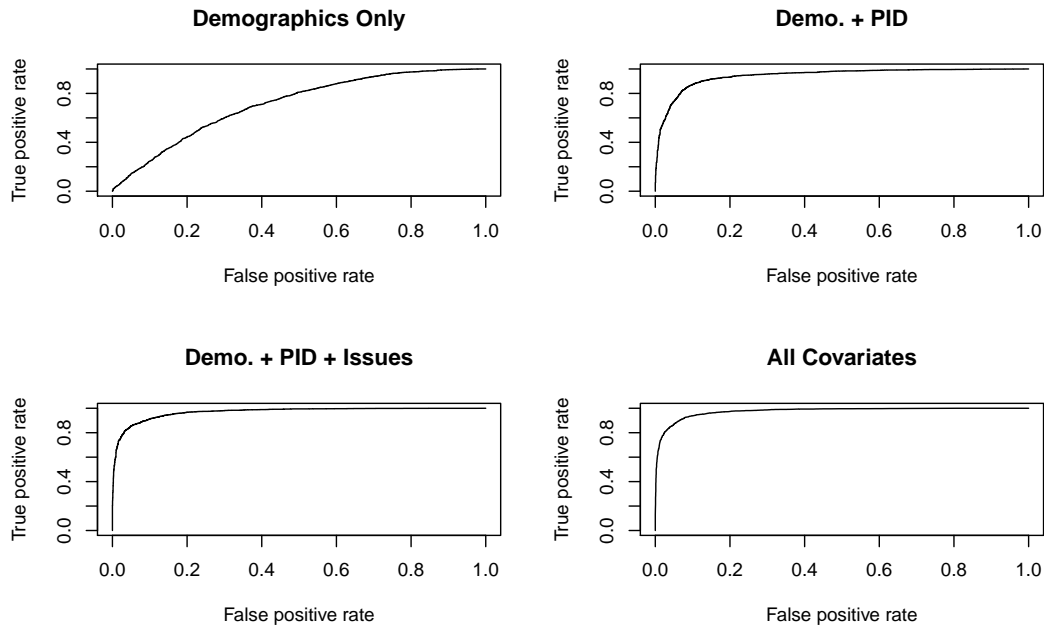 Demographics Only
True positive rate
0.0 0.4 0.8
0.0 0.2 0.4 0.6 0.8 1.0
False positive rate
Demo. + PID
True positive rate
0.0 0.4 0.8
0.0 0.2 0.4 0.6 0.8 1.0
False positive rate
Demo. + PID + Issues
True positive rate
0.0 0.4 0.8
0.0 0.2 0.4 0.6 0.8 1.0
False positive rate
All Covariates
True positive rate
0.0 0.4 0.8
0.0 0.2 0.4 0.6 0.8 1.0
False positive rate